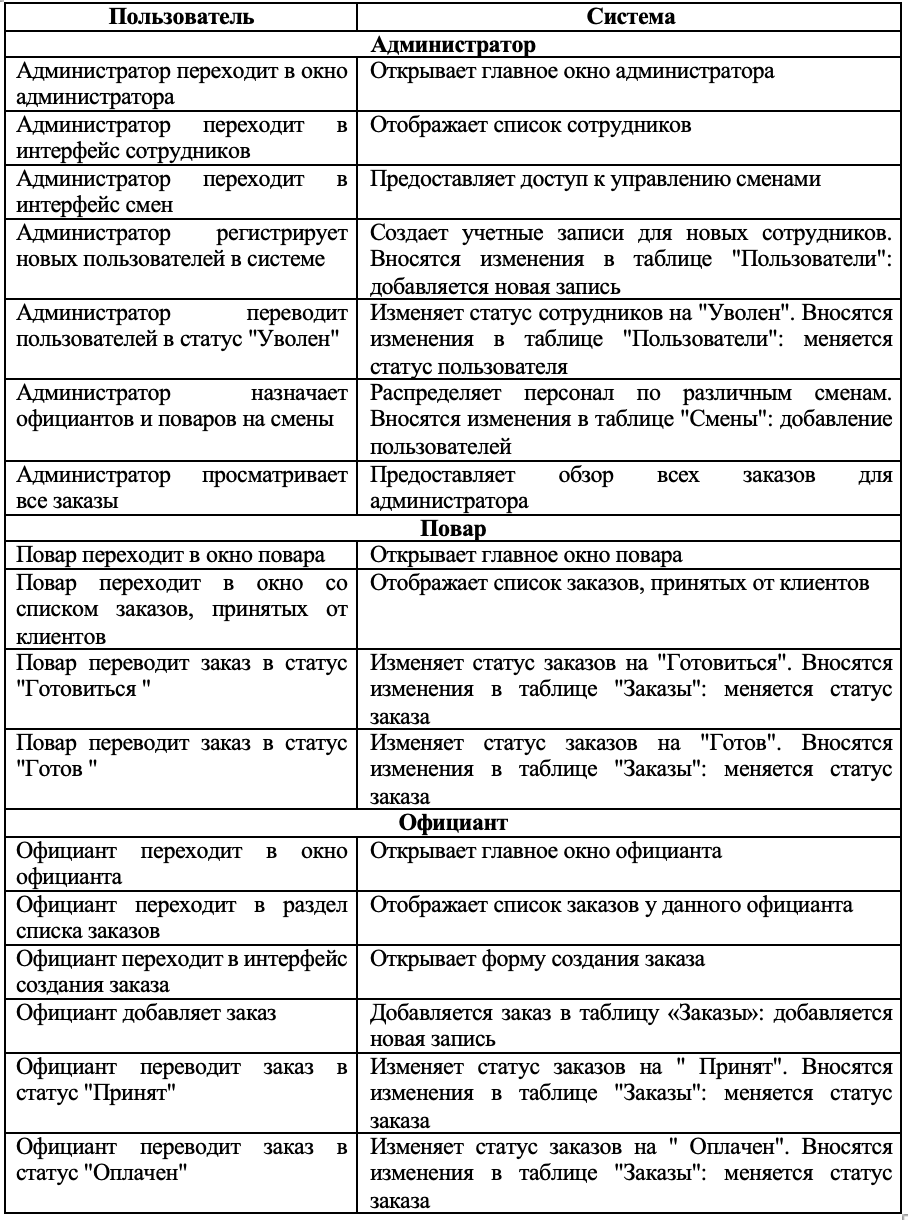 Пользователь Система
Администратор
Администратор переходит в окно Открывает главное окно администратора
администратора
Администратор переходит в Отображает список сотрудников
интерфейс сотрудников
Администратор переходит в Предоставляет доступ к управлению сменами
интерфейс смен
Администратор регистрирует Создает учетные записи для новых сотрудников.
новых пользователей в системе Вносятся изменения в таблице "Пользователи":
добавляется новая запись
Администратор переводит Изменяет статус сотрудников на "Уволен". Вносятся
пользователей в статус "Уволен" изменения в таблице "Пользователи": меняется
статус пользователя
Администратор назначает Распределяет персонал по различным сменам.
официантов и поваров на смены Вносятся изменения в таблице "Смены": добавление
пользователей
Администратор просматривает Предоставляет обзор всех заказов для
все заказы администратора
Повар
Повар переходит в окно повара Открывает главное окно повара
Повар переходит в окно со Отображает список заказов, принятых от клиентов
списком заказов, принятых от
клиентов
Повар переводит заказ в статус Изменяет статус заказов на "Готовиться". Вносятся
"Готовиться " изменения в таблице "Заказы": меняется статус
заказа
Повар переводит заказ в статус Изменяет статус заказов на "Готов". Вносятся
"Готов " изменения в таблице "Заказы": меняется статус
заказа
Официант
Официант переходит в окно Открывает главное окно официанта
официанта
Официант переходит в раздел Отображает список заказов у данного официанта
списка заказов
Официант переходит в интерфейс Открывает форму создания заказа
создания заказа
Официант добавляет заказ Добавляется заказ в таблицу «Заказы»: добавляется
новая запись
Официант переводит заказ в Изменяет статус заказов на " Принят". Вносятся
статус "Принят" изменения в таблице "Заказы": меняется статус
заказа
Официант переводит заказ в Изменяет статус заказов на " Оплачен". Вносятся
статус "Оплачен" изменения в таблице "Заказы": меняется статус
заказа